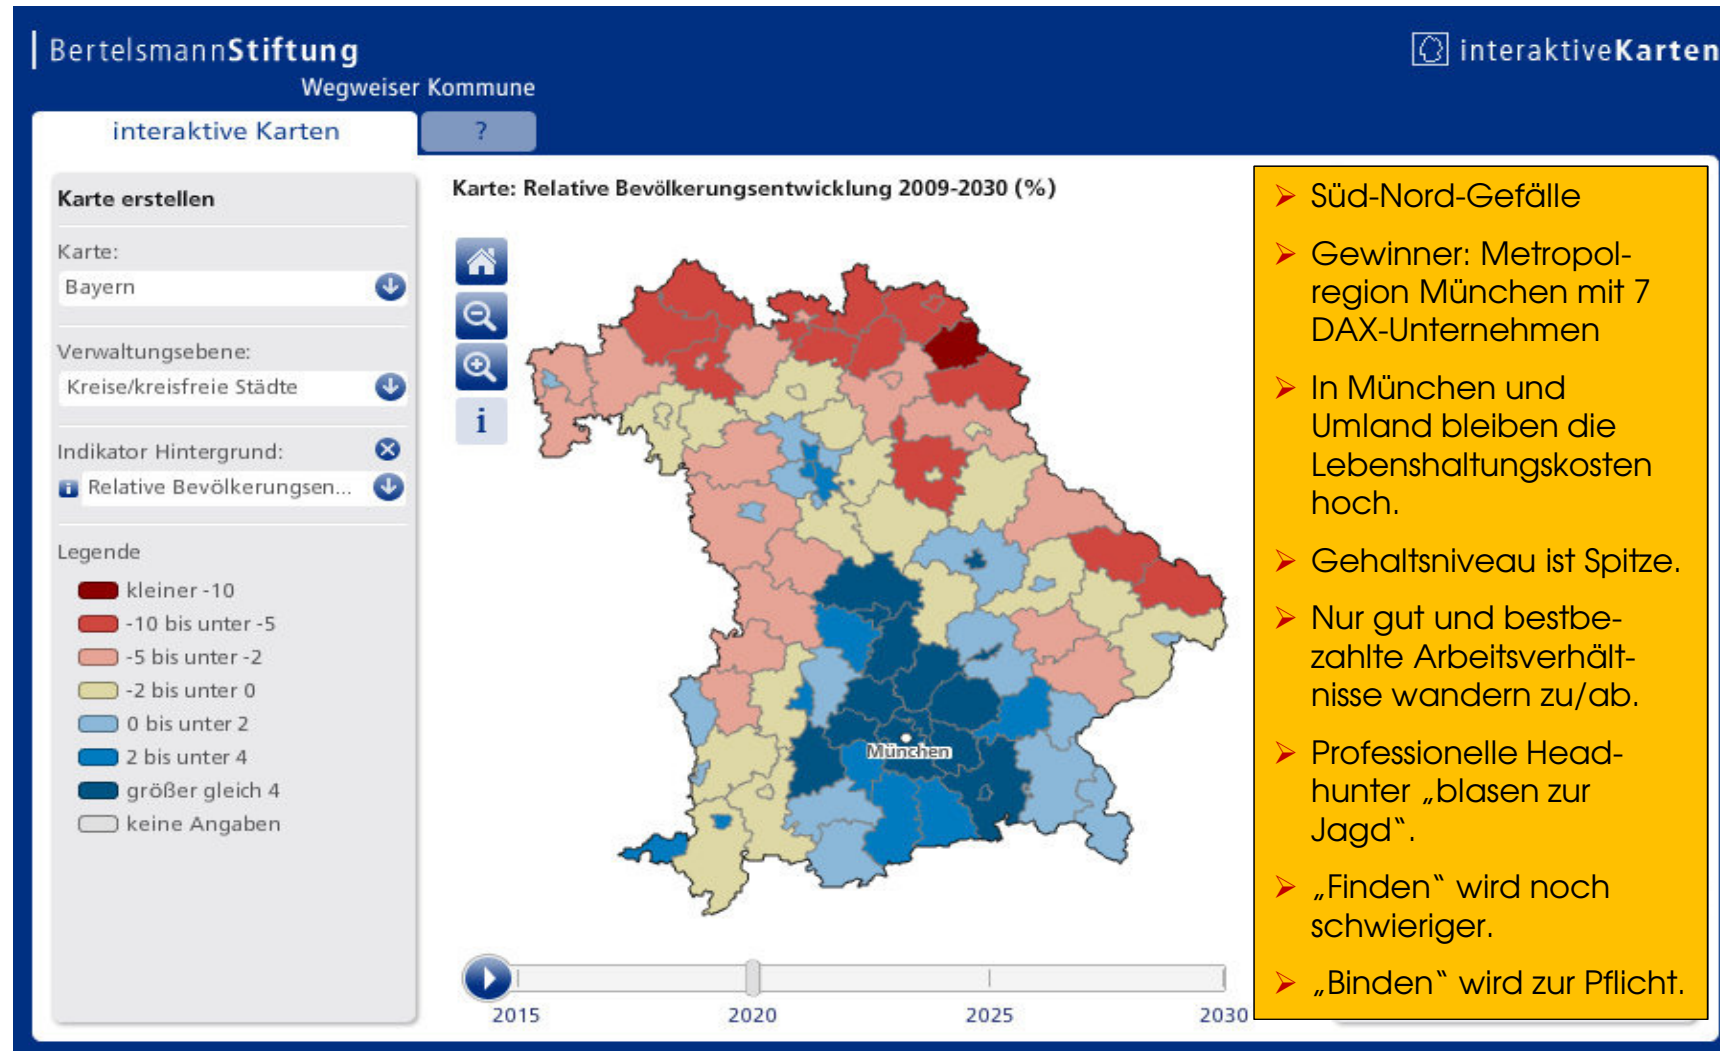 BertelsmannStiftung
Wegweiser Kommune
interaktiveKarten
interaktive Karten
?
Karte erstellen
Karte:
Bayern
Verwaltungsebene:
Kreise/kreisfreie Städte
Indikator Hintergrund:
i Relative Bevölkerungsen...
Legende
kleiner -10
-10 bis unter -5
-5 bis unter -2
-2 bis unter 0
0 bis unter 2
2 bis unter 4
größer gleich 4
keine Angaben
Karte: Relative Bevölkerungsentwicklung 2009-2030 (%)
i
München
2015 2020 2025 2030
Süd-Nord-Gefälle
Gewinner: Metropol-
region München mit 7
DAX-Unternehmen
In München und
Umland bleiben die
Lebenshaltungskosten
hoch.
Gehaltsniveau ist Spitze.
Nur gut und bestbe-
zahlte Arbeitsverhält-
nisse wandern zu/ab.
Professionelle Head-
hunter „blasen zur
Jagd“.
„Finden“ wird noch
schwieriger.
„Binden“ wird zur Pflicht.